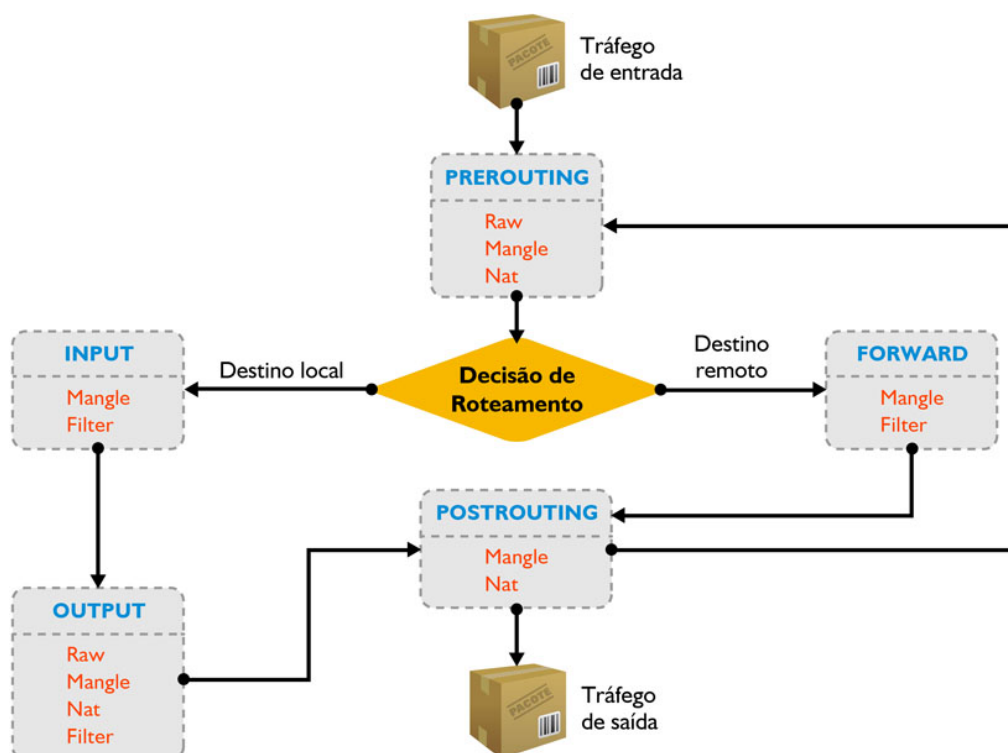 PACOTE
Tráfego
de entrada
PREROUTING
Raw
Mangle
Nat
INPUT
Mangle
Filter
Destino local
Decisão de
Roteamento
Destino
remoto
FORWARD
Mangle
Filter
POSTROUTING
Mangle
Nat
OUTPUT
Raw
Mangle
Nat
Filter
PACOTE
Tráfego
de saída